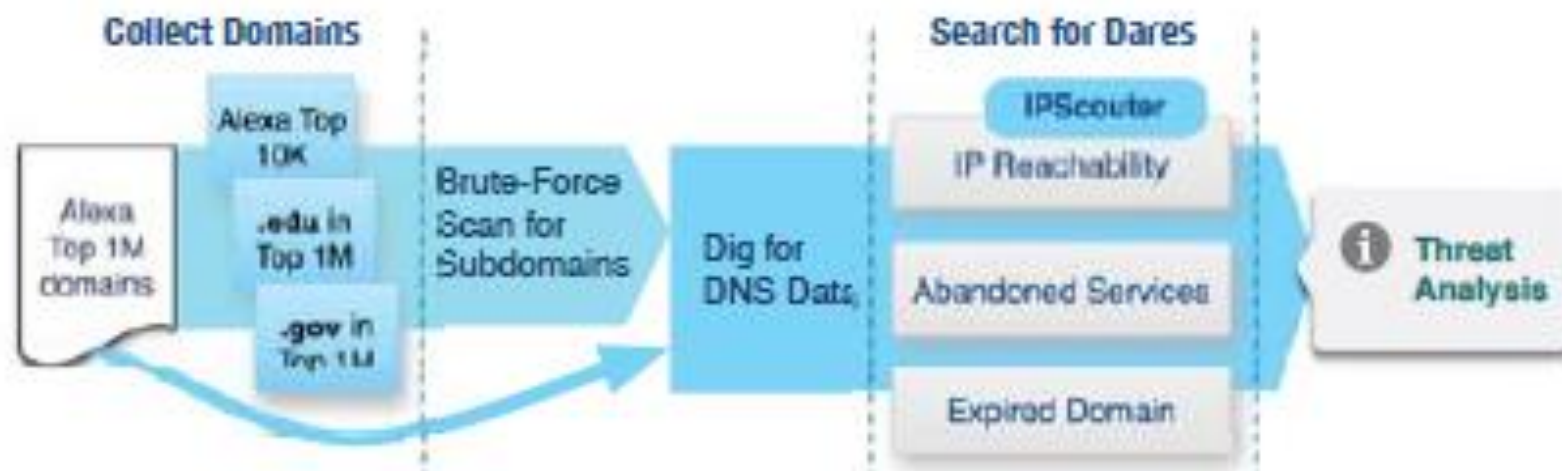 Collect Domains
Search for Dares
Alexa
Top 1M
domains
Alexa Top
10K
.edu in
Top 1M
.gov in
Top 1M
Brute-Force
Scan for
Subdomains
Dig for
DNS Data
IPScouter
IP Reachability
Abandoned Services
Expired Domain
Threat
Analysis